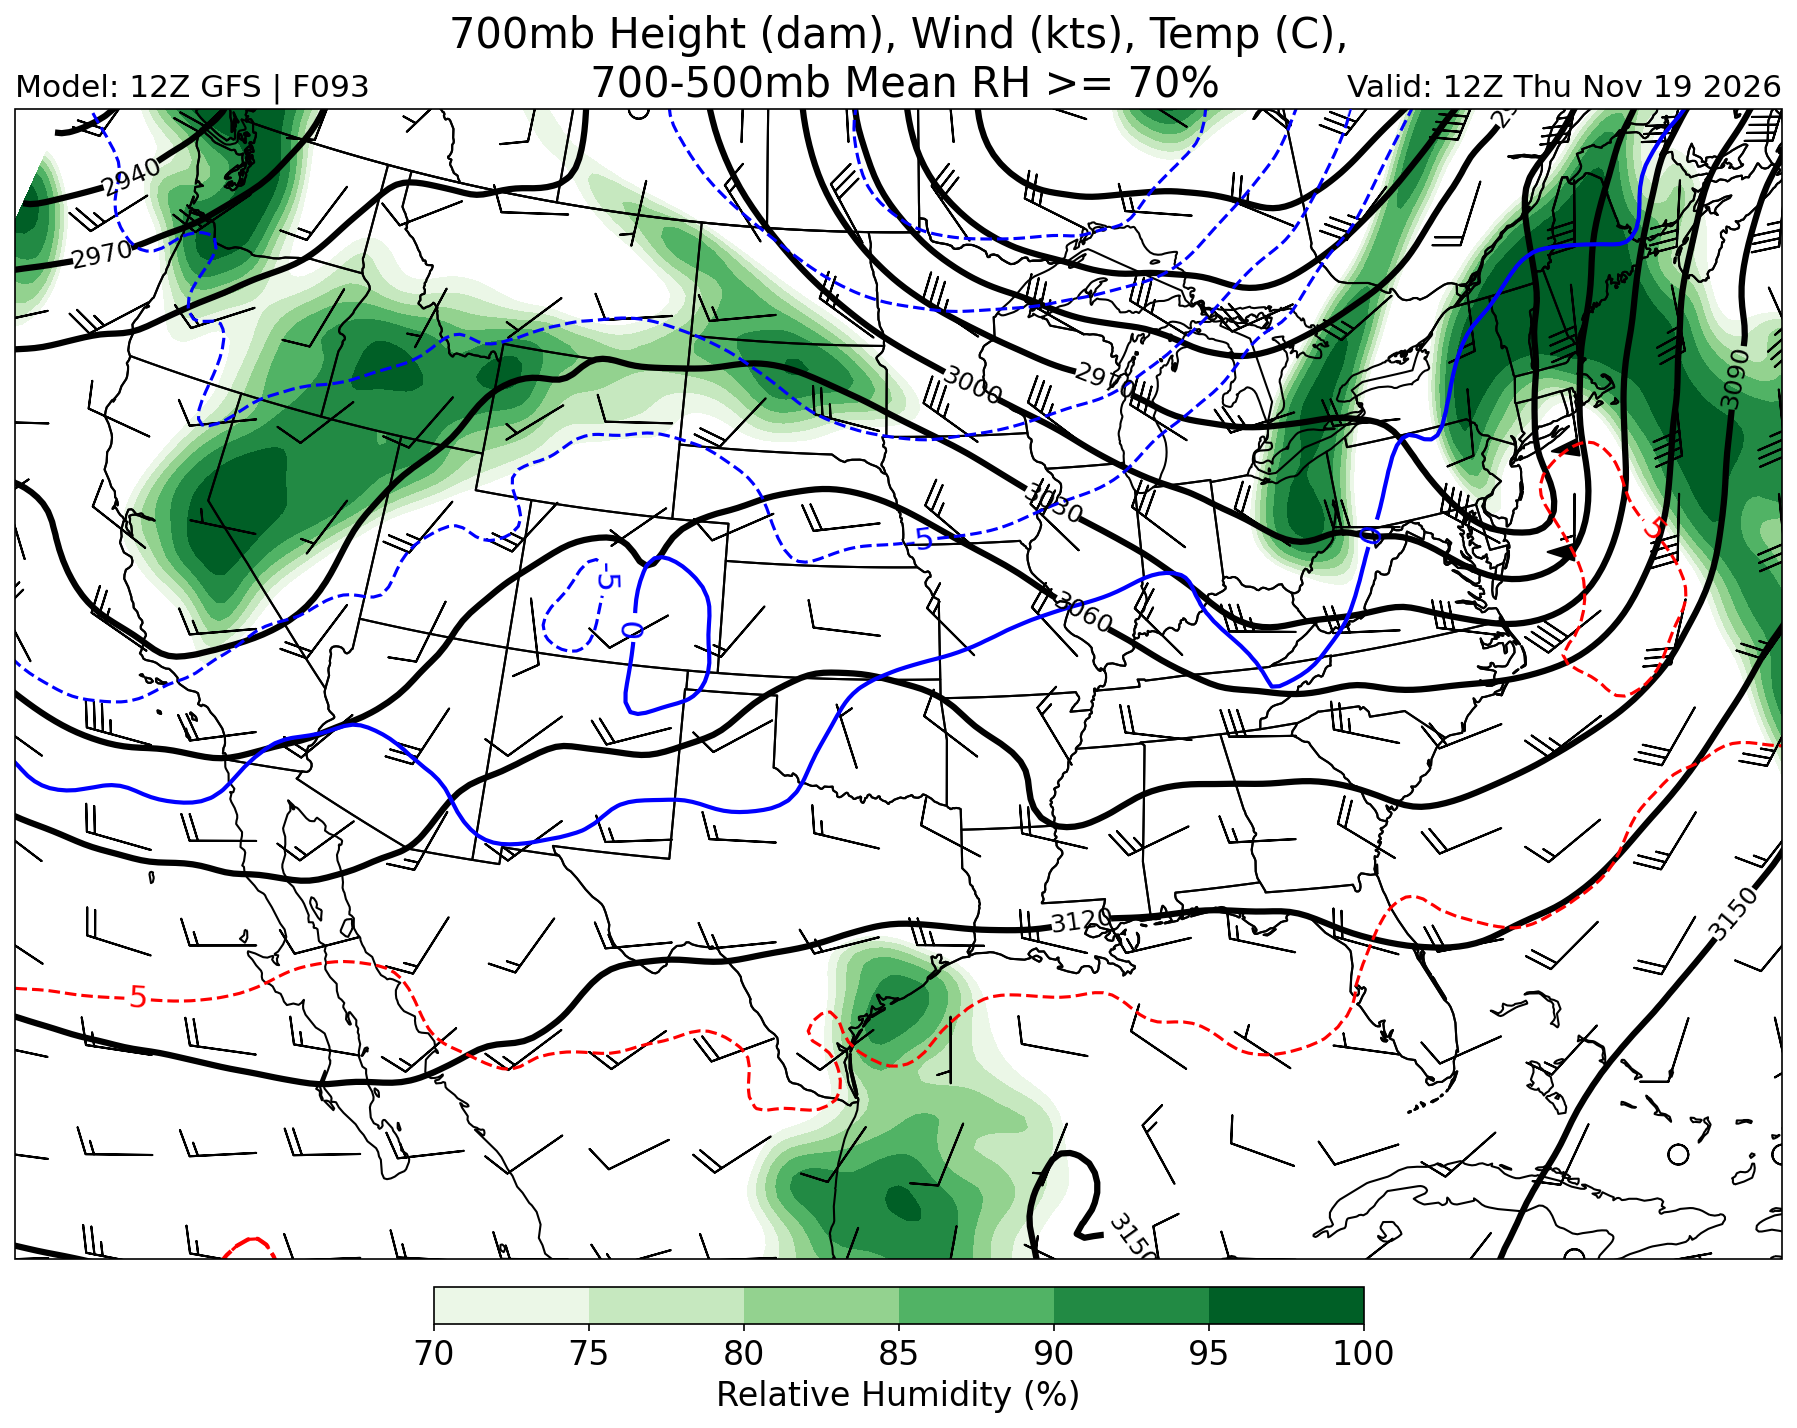 700mb Height (dam), Wind (kts), Temp (C),
700-500mb Mean RH >= 70%
Model: 12Z GFS | F093
Valid: 12Z Thu Nov 19 2026
2940
2970
3000
2970
3030
3060
3090
3120
3150
3150
-5
-5
0
0
5
5
70 75 80 85 90 95 100
Relative Humidity (%)